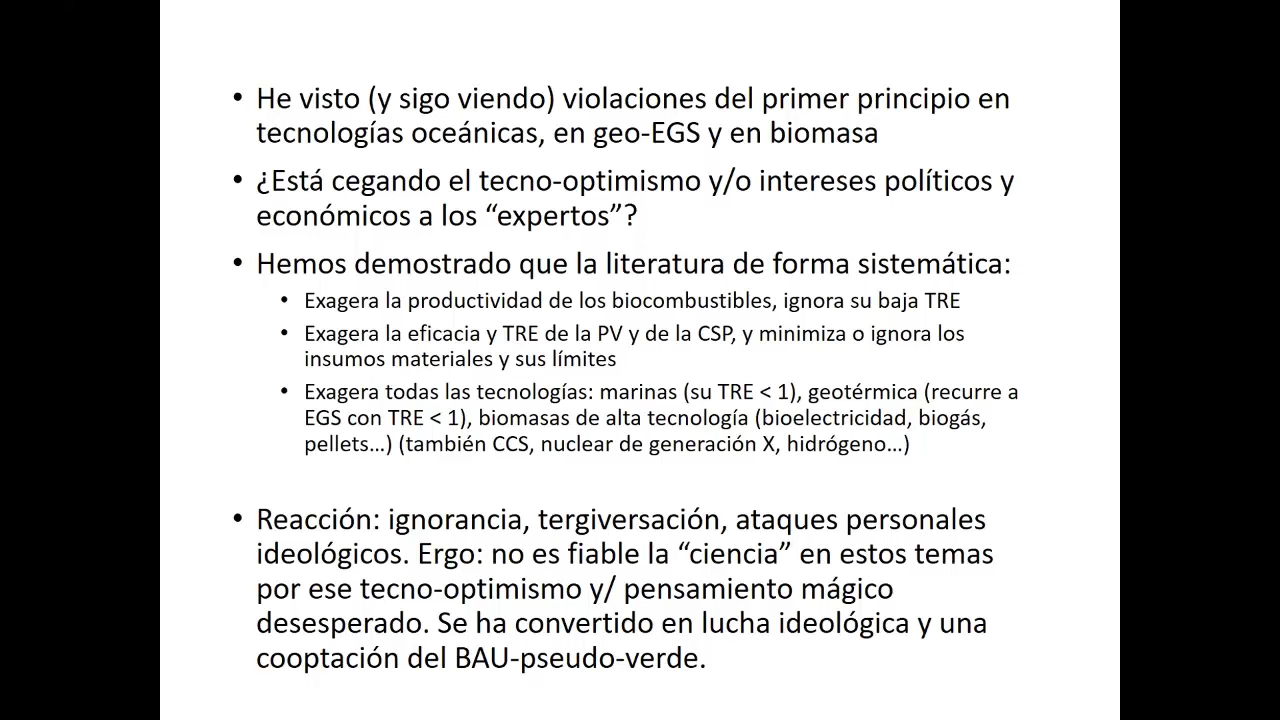 • He visto (y sigo viendo) violaciones del primer principio en
tecnologías oceánicas, en geo-EGS y en biomasa
• ¿Está cegando el tecno-optimismo y/o intereses políticos y
económicos a los “expertos”?
• Hemos demostrado que la literatura de forma sistemática:
• Exagera la productividad de los biocombustibles, ignora su baja TRE
• Exagera la eficacia y TRE de la PV y de la CSP, y minimiza o ignora los
insumos materiales y sus límites
• Exagera todas las tecnologías: marinas (su TRE < 1), geotérmica (recurre a
EGS con TRE < 1), biomasas de alta tecnología (bioelectricidad, biogás,
pellets…) (también CCS, nuclear de generación X, hidrógeno…)
• Reacción: ignorancia, tergiversación, ataques personales
ideológicos. Ergo: no es fiable la “ciencia” en estos temas
por ese tecno-optimismo y/ pensamiento mágico
desesperado. Se ha convertido en lucha ideológica y una
cooptación del BAU-pseudo-verde.